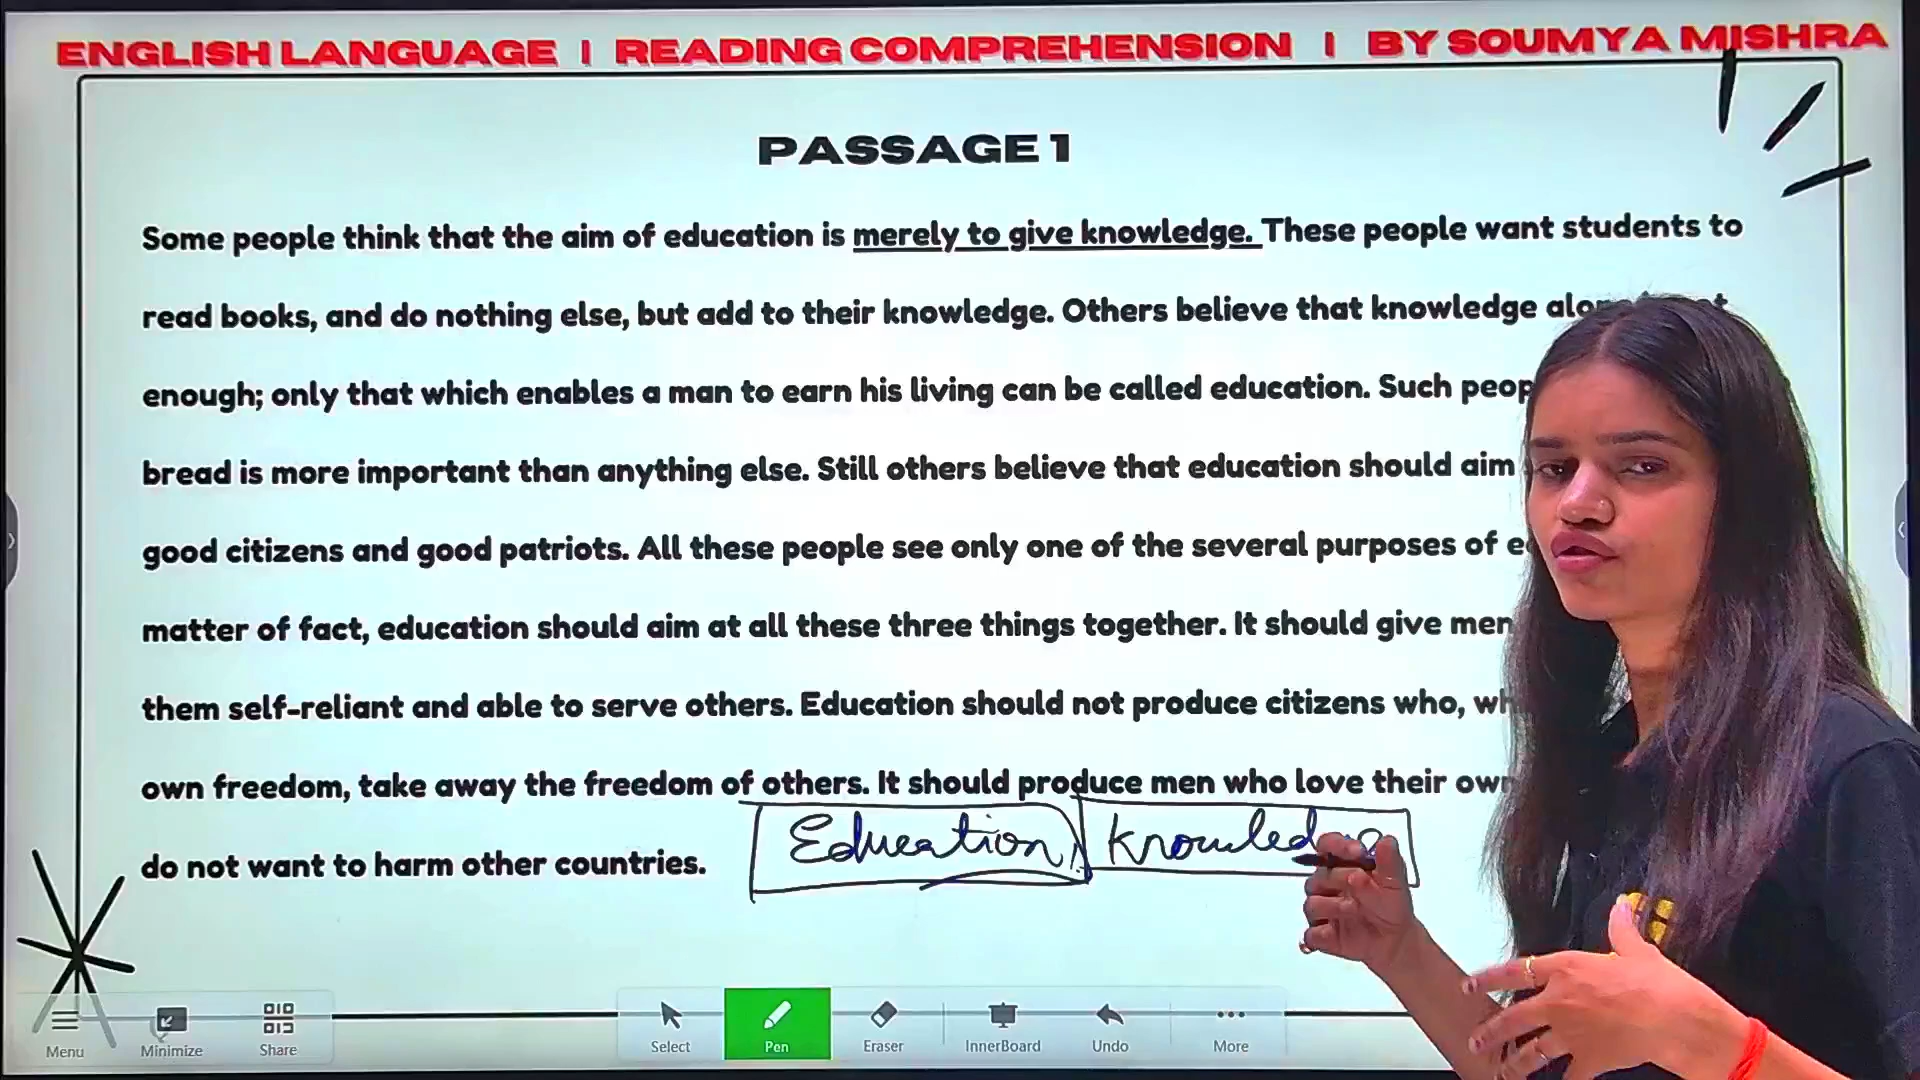 ENGLISH LANGUAGE | READING COMPREHENSION | BY SOUMYA MISHRA
PASSAGE 1
Some people think that the aim of education is merely to give knowledge. These people want students to
read books, and do nothing else, but add to their knowledge. Others believe that knowledge
enough; only that which enables a man to earn his living can be called education. Such
bread is more important than anything else. Still others believe that education should aim
good citizens and good patriots. All these people see only one of the several purposes of
matter of fact, education should aim at all these three things together. It should give men
them self-reliant and able to serve others. Education should not produce citizens who,
own freedom, take away the freedom of others. It should produce men who love their own
do not want to harm other countries.
Education
Menu
Minimize
Share
Select
Pen
Eraser
InnerBoard
Undo
More